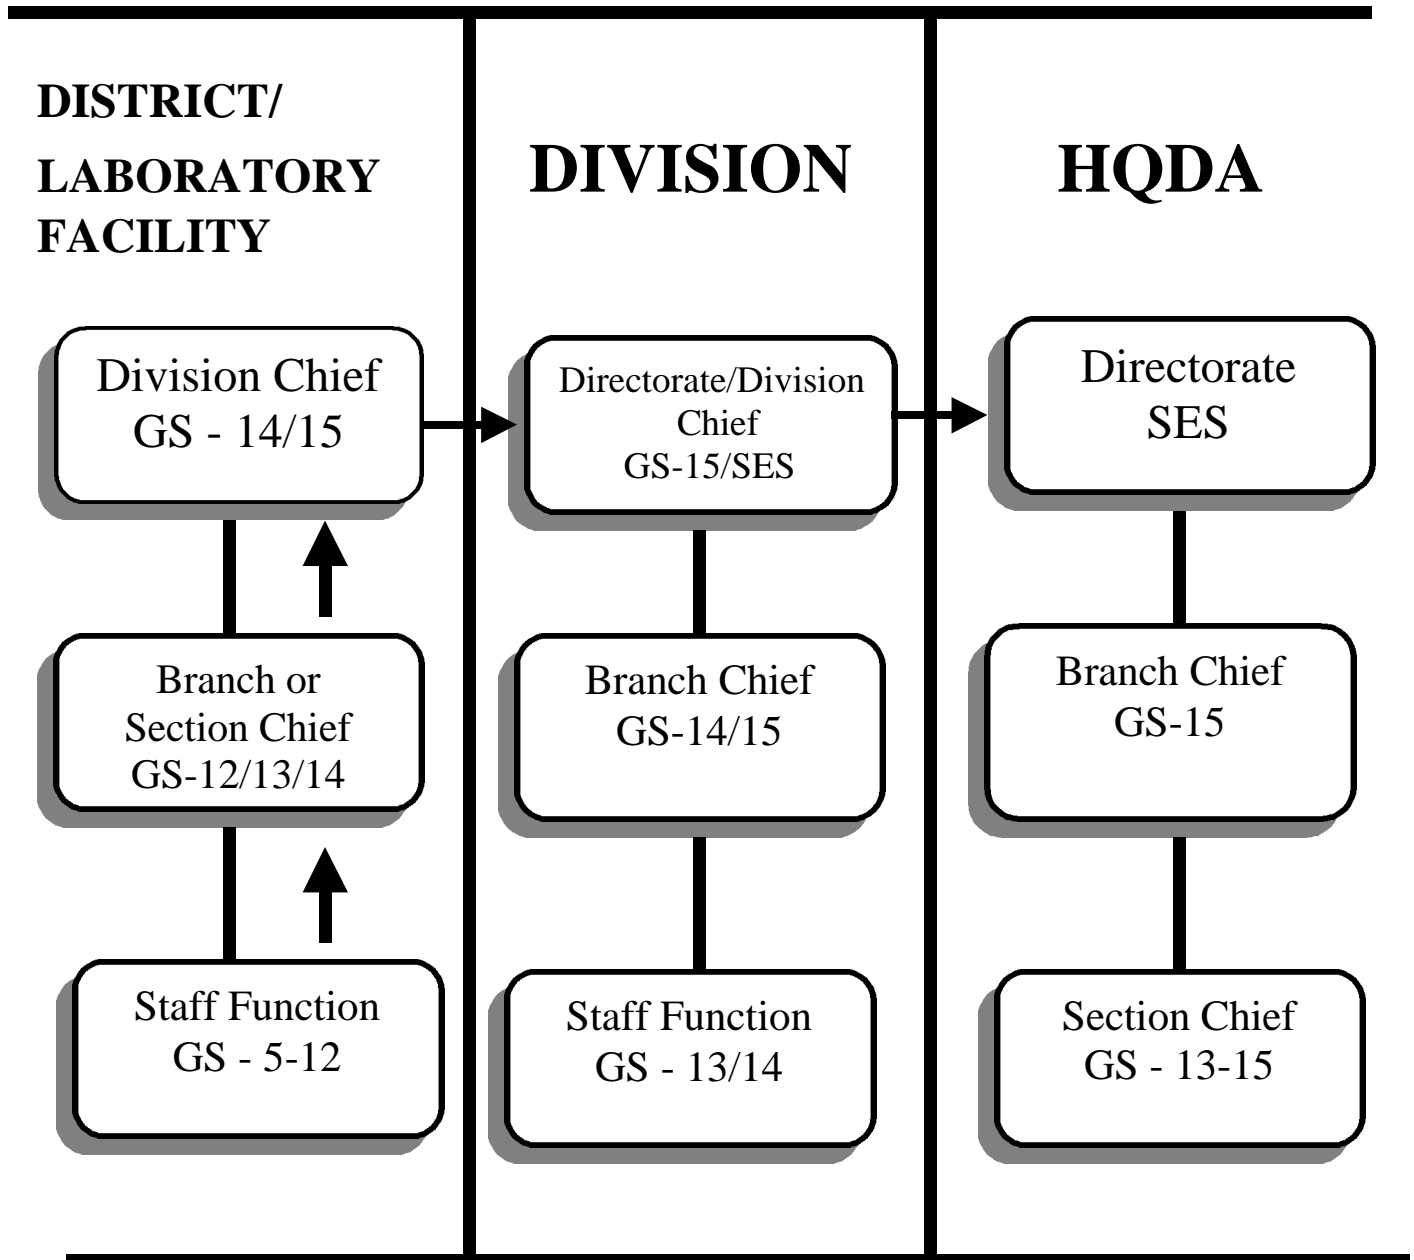 DISTRICT/
LABORATORY
FACILITY
DIVISION
HQDA
Division Chief
GS - 14/15
Directorate/Division
Chief
GS-15/SES
Directorate
SES
Branch or
Section Chief
GS-12/13/14
Branch Chief
GS-14/15
Branch Chief
GS-15
Staff Function
GS - 5-12
Staff Function
GS - 13/14
Section Chief
GS - 13-15